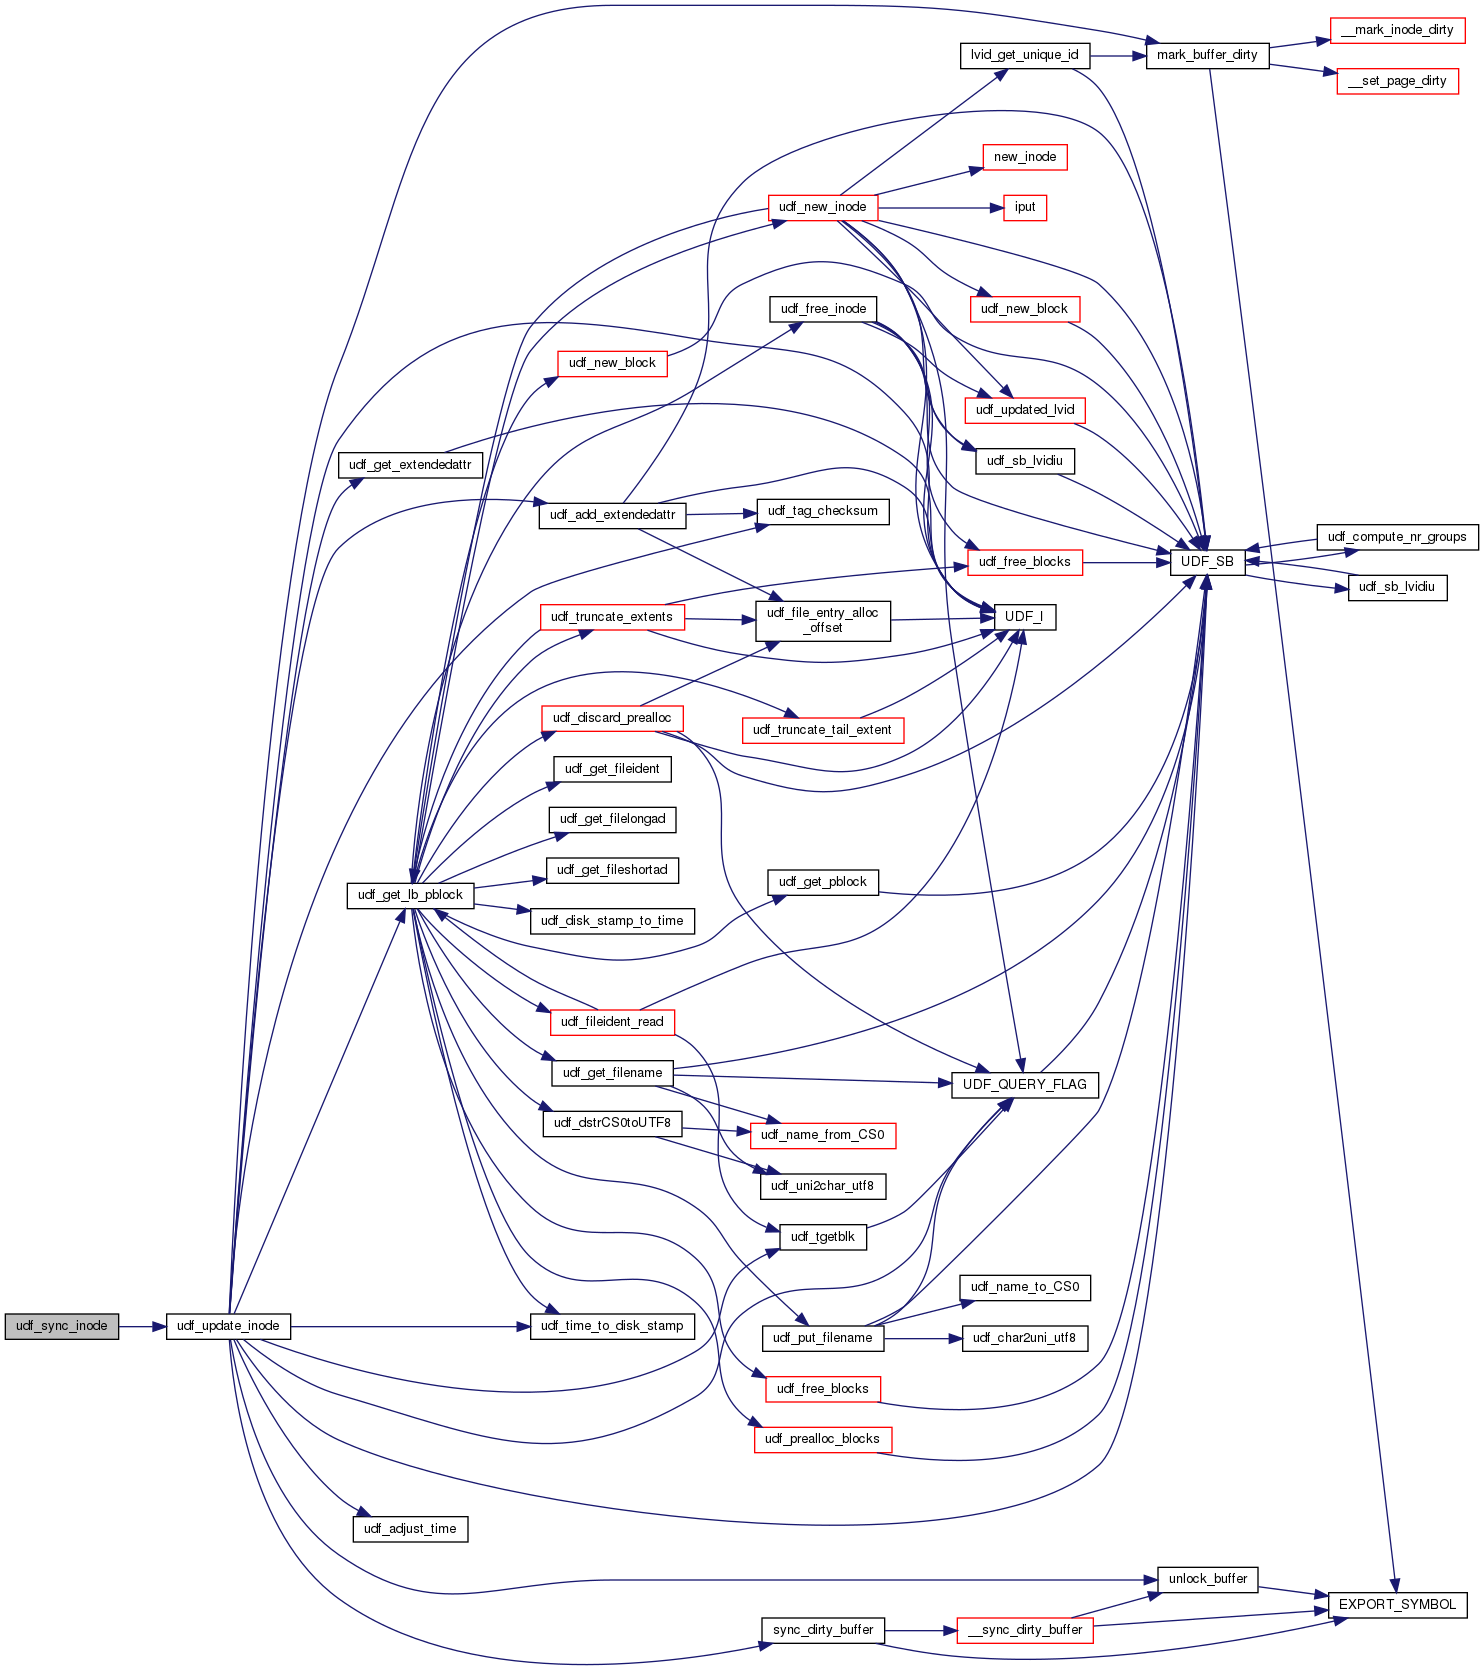 __mark_inode_dirty
lvid_get_unique_id
mark_buffer_dirty
__set_page_dirty
new_inode
udf_new_inode
iput
udf_free_inode
udf_new_block
udf_new_block
udf_updated_lvid
udf_get_extendedattr
udf_sb_lvidiu
udf_add_extendedattr
udf_tag_checksum
udf_compute_nr_groups
udf_free_blocks
UDF_SB
udf_sb_lvidiu
udf_truncate_extents
udf_file_entry_alloc
_offset
UDF_I
udf_discard_prealloc
udf_truncate_tail_extent
udf_get_fileident
udf_get_filelongad
udf_get_fileshortad
udf_get_pblock
udf_get_lb_pblock
udf_disk_stamp_to_time
udf_fileident_read
udf_get_filename
UDF_QUERY_FLAG
udf_dstrCS0toUTF8
udf_name_from_CS0
udf_uni2char_utf8
udf_tgetblk
udf_name_to_CS0
udf_sync_inode
udf_update_inode
udf_time_to_disk_stamp
udf_put_filename
udf_char2uni_utf8
udf_free_blocks
udf_prealloc_blocks
udf_adjust_time
unlock_buffer
EXPORT_SYMBOL
sync_dirty_buffer
__sync_dirty_buffer